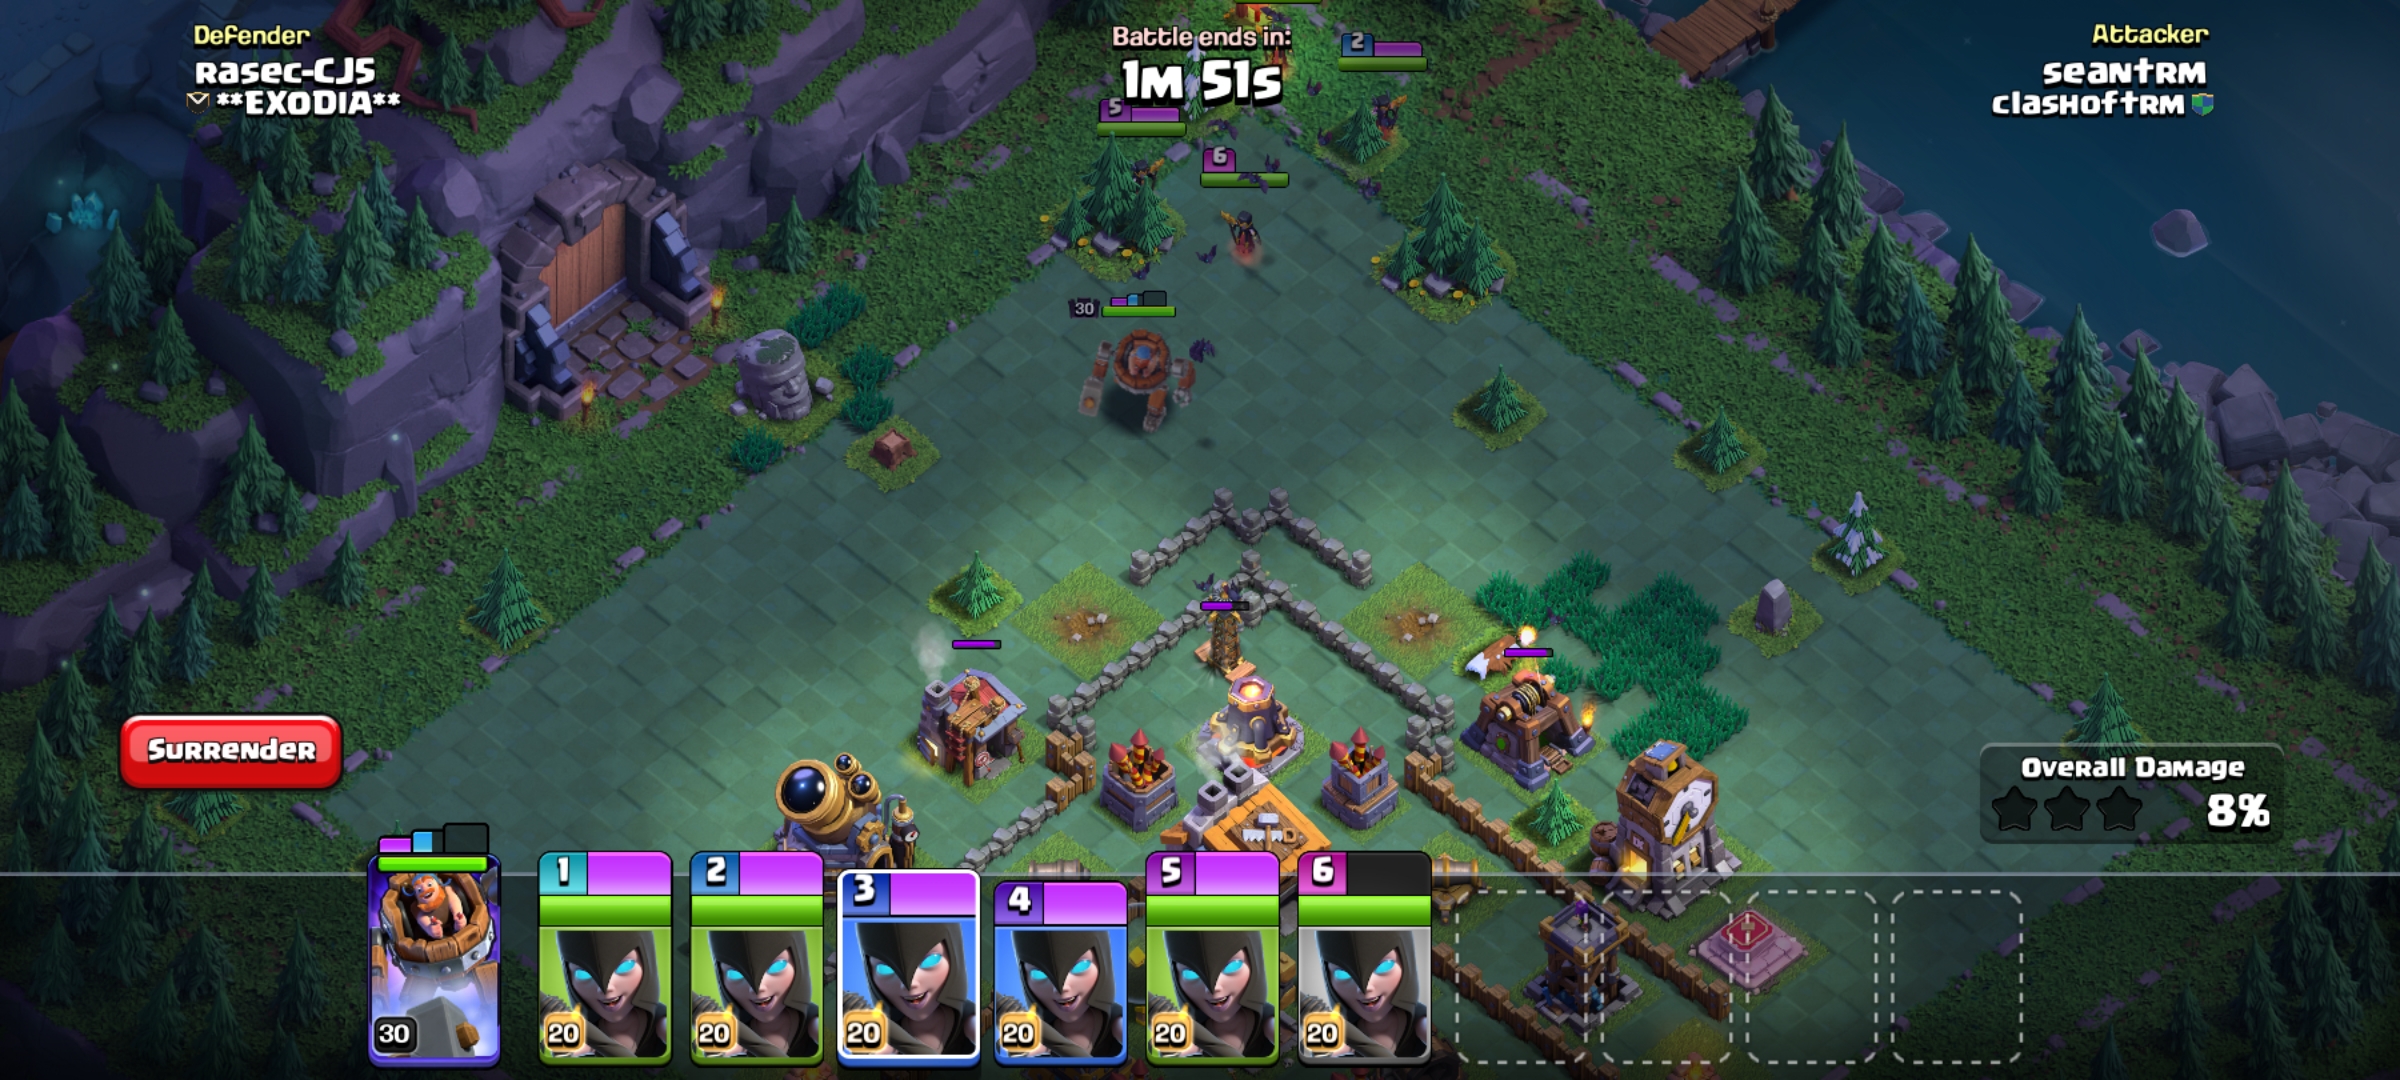 Defender
Rasec-CJ5
**EXODIA**
Battle ends in:
1M 51s
Attacker
seantRM
clashoftRM
2
5
6
30
Surrender
Overall Damage
8%
30
1
20
2
20
3
20
4
20
5
20
6
20